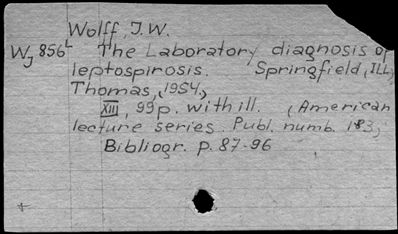 Wolff, J.W.
WJ 856L The Laboratory diagnosis of
leptospirosis. Springfield, (ILL),
Thomas, (1954.)
XIII, 99p. with ill. (American
lecture series. Publ. numb. 183)
Bibliogr. p. 87-96